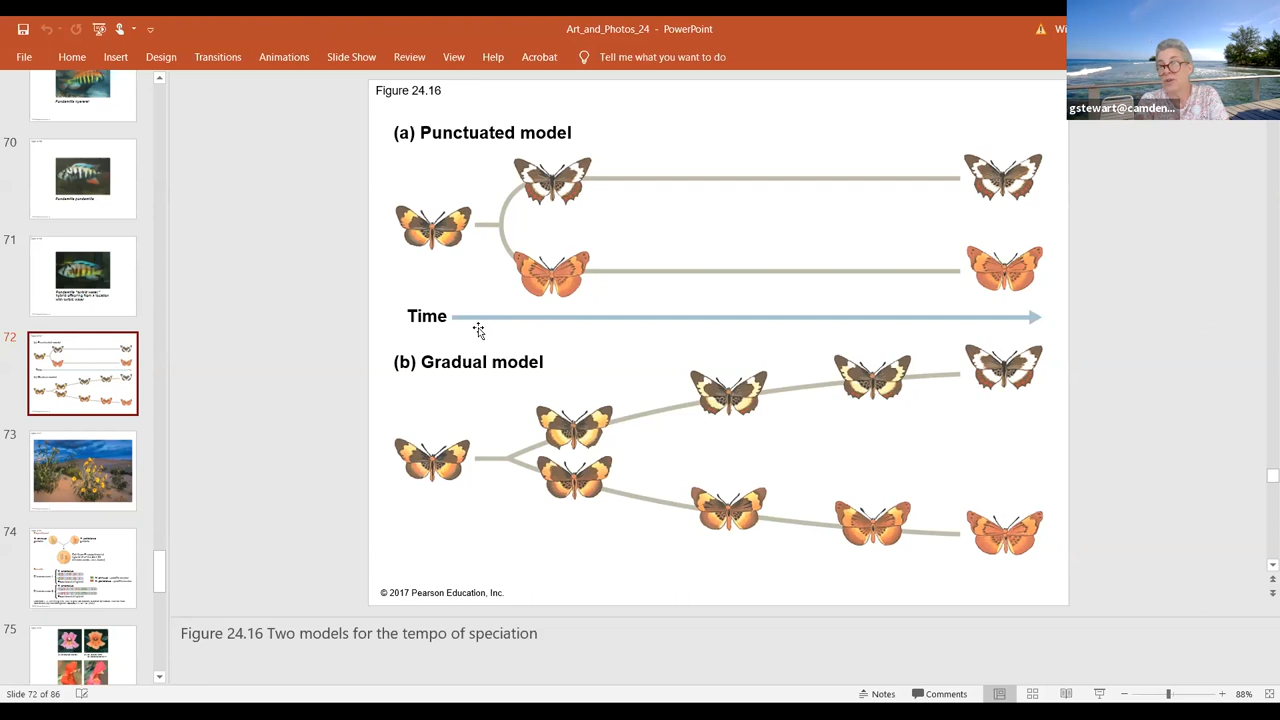 Art_and_Photos_24 - PowerPoint
Wi
File Home Insert Design Transitions Animations Slide Show Review View Help Acrobat Tell me what you want to do
gstewart@camden...
70
71
72
73
74
75
Figure 24.16
(a) Punctuated model
Time
(b) Gradual model
© 2017 Pearson Education, Inc.
Figure 24.16 Two models for the tempo of speciation
Slide 72 of 86
Notes Comments 88%